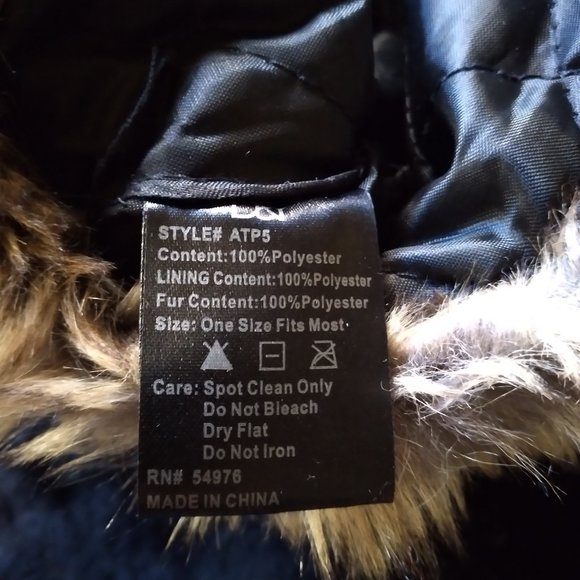 STYLE# ATP5
Content:100%Polyester
LINING Content:100%Polyester
Fur Content:100%Polyester
Size: One Size Fits Most
Care: Spot Clean Only
Do Not Bleach
Dry Flat
Do Not Iron
RN# 54976
MADE IN CHINA